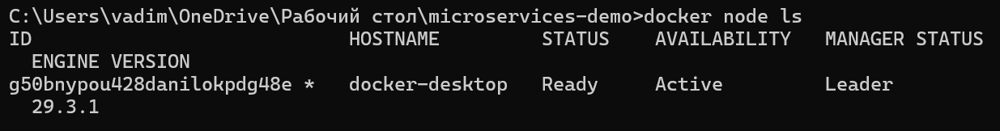 C:\Users\vadim\OneDrive\Рабочий стол\microservices-demo>docker node ls
ID                            HOSTNAME         STATUS    AVAILABILITY   MANAGER STATUS
  ENGINE VERSION
g50bnypou428danilokpdg48e *   docker-desktop   Ready     Active         Leader
  29.3.1